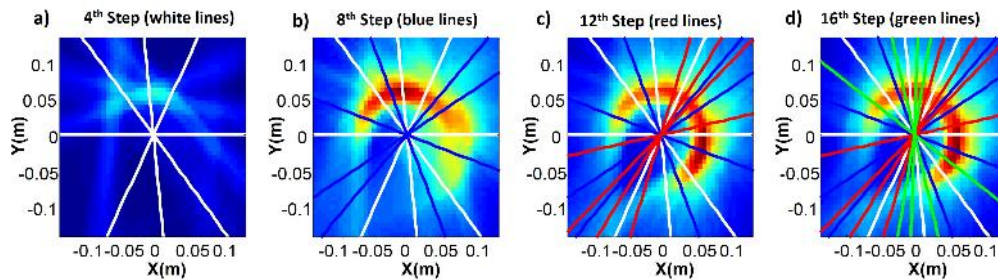 a) 4th Step (white lines)
b) 8th Step (blue lines)
c) 12th Step (red lines)
d) 16th Step (green lines)
Y(m)
0.1
0.05
0
-0.05
-0.1
-0.1 -0.05 0 0.05 0.1
X(m)
Y(m)
0.1
0.05
0
-0.05
-0.1
-0.1 -0.05 0 0.05 0.1
X(m)
Y(m)
0.1
0.05
0
-0.05
-0.1
-0.1 -0.05 0 0.05 0.1
X(m)
Y(m)
0.1
0.05
0
-0.05
-0.1
-0.1 -0.05 0 0.05 0.1
X(m)